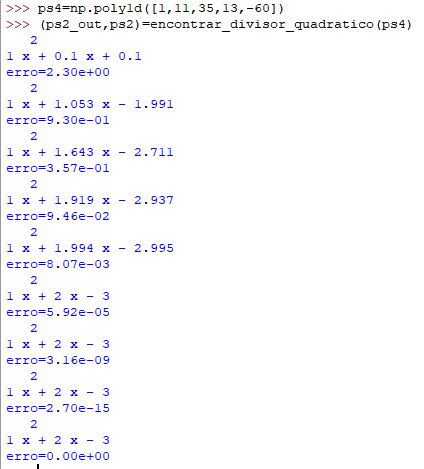 >>> ps4=np.poly1d([1,11,35,13,-60])
>>> (ps2_out,ps2)=encontrar_divisor_quadratico(ps4)
   2
1 x + 0.1 x + 0.1
erro=2.30e+00
   2
1 x + 1.053 x - 1.991
erro=9.30e-01
   2
1 x + 1.643 x - 2.711
erro=3.57e-01
   2
1 x + 1.919 x - 2.937
erro=9.46e-02
   2
1 x + 1.994 x - 2.995
erro=8.07e-03
   2
1 x + 2 x - 3
erro=5.92e-05
   2
1 x + 2 x - 3
erro=3.16e-09
   2
1 x + 2 x - 3
erro=2.70e-15
   2
1 x + 2 x - 3
erro=0.00e+00